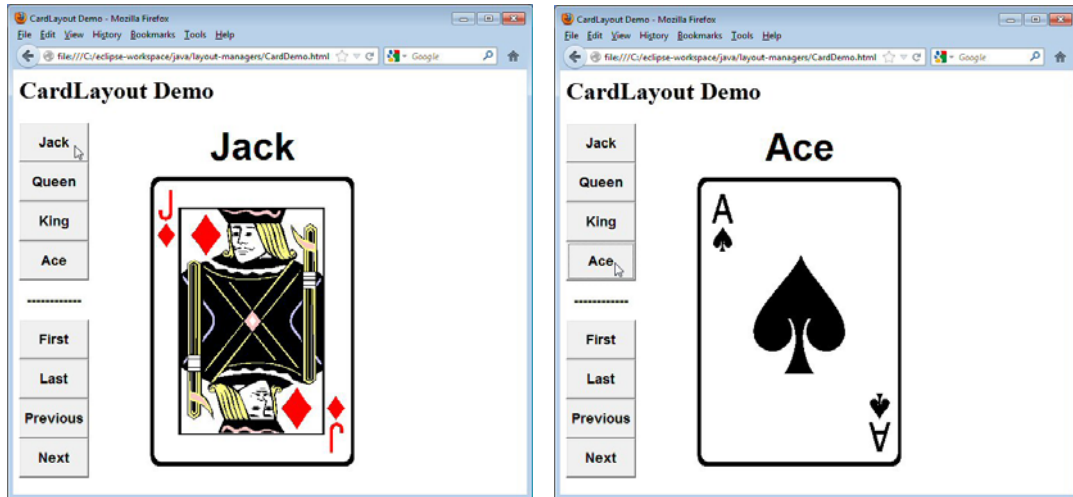 CardLayout Demo - Mozilla Firefox
File Edit View History Bookmarks Tools Help
file:///C:/eclipse-workspace/java/layout-managers/CardDemo.html
Google
CardLayout Demo
Jack
Queen
King
Ace
------------
First
Last
Previous
Next
Jack
J
J
CardLayout Demo - Mozilla Firefox
File Edit View History Bookmarks Tools Help
file:///C:/eclipse-workspace/java/layout-managers/CardDemo.html
Google
CardLayout Demo
Jack
Queen
King
Ace
------------
First
Last
Previous
Next
Ace
A
A